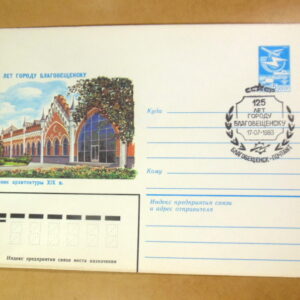 ЛЕТ ГОРОДУ БЛАГОВЕЩЕНСКУ
архитектуры XIX в.
Куда
Кому
Индекс предприятия связи
и адрес отправителя
Индекс предприятия связи места назначения
СССР
125
ЛЕТ
ГОРОДУ
БЛАГОВЕЩЕНСКУ
17-07-1983
БЛАГОВЕЩЕНСК